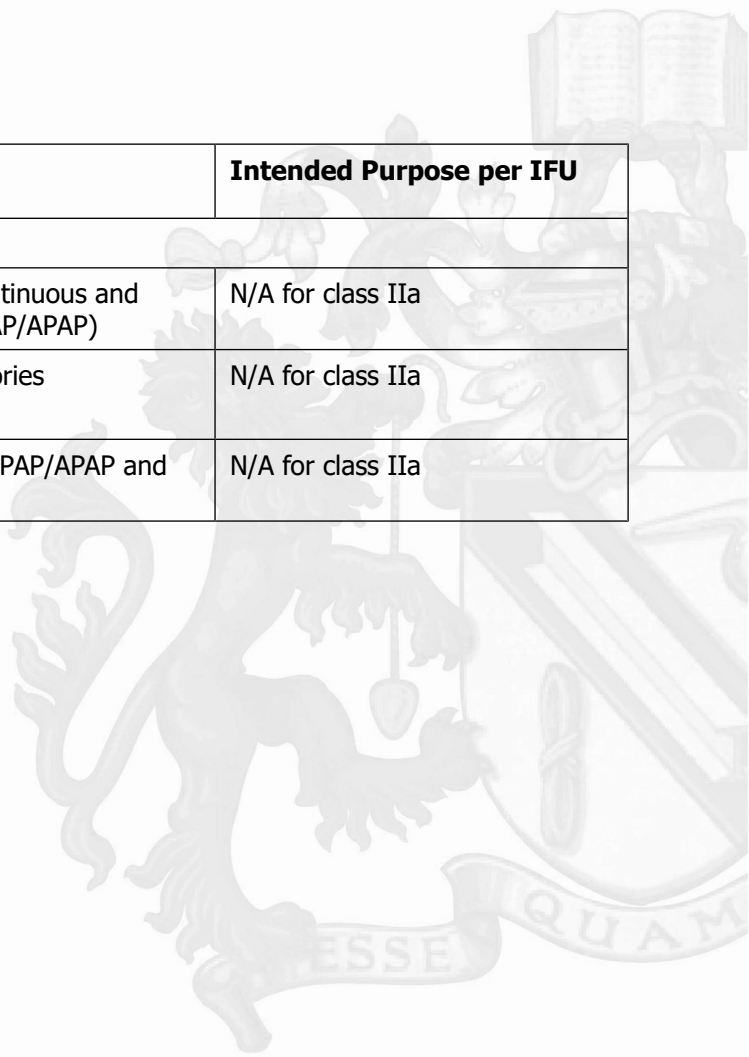 Intended Purpose per IFU
tinuous and N/A for class IIa
AP/APAP)
ories N/A for class IIa
PAP/APAP and N/A for class IIa
ESSE QUAM